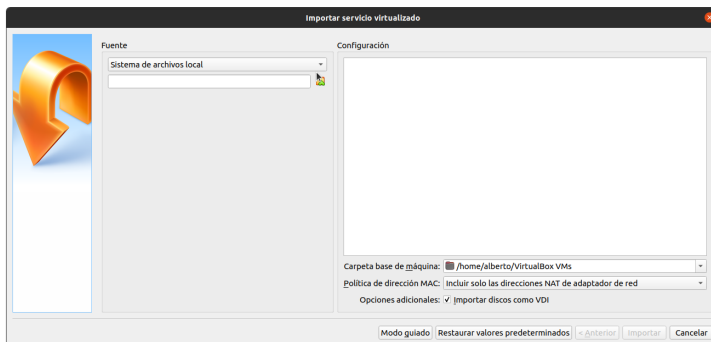 Importar servicio virtualizado
Fuente
Sistema de archivos local
Configuración
Carpeta base de máquina: /home/alberto/VirtualBox VMs
Política de dirección MAC: Incluir solo las direcciones NAT de adaptador de red
Opciones adicionales: Importar discos como VDI
Modo guiado Restaurar valores predeterminados < Anterior Importar Cancelar